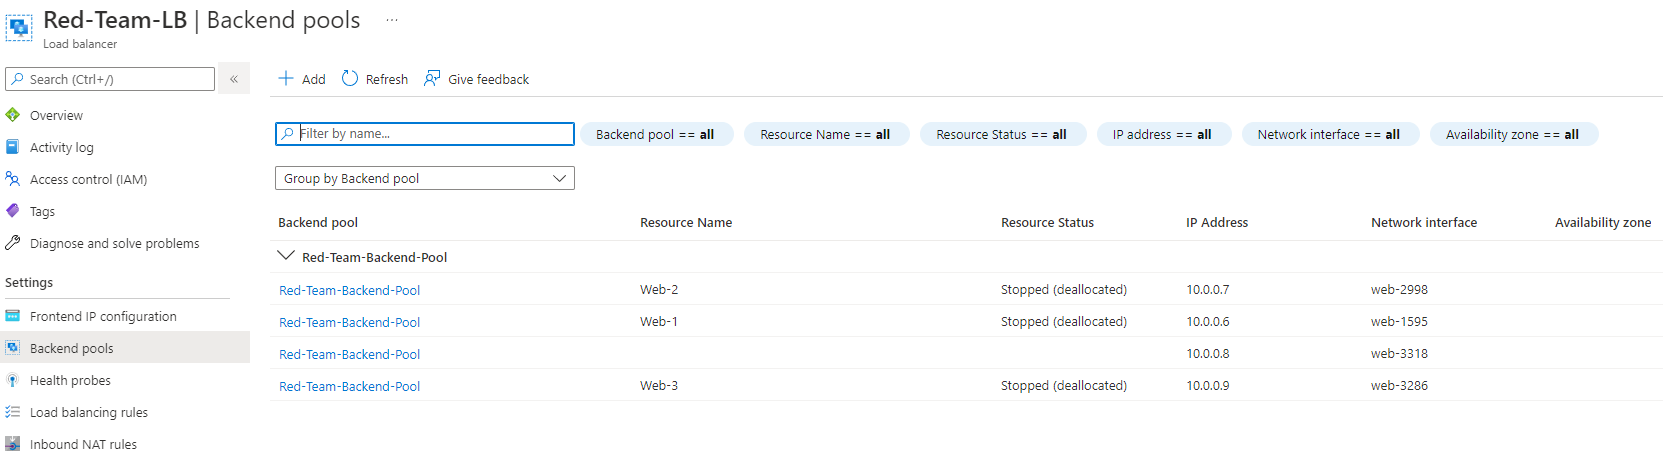 Red-Team-LB | Backend pools ...
Load balancer
Search (Ctrl+/) «
Overview
Activity log
Access control (IAM)
Tags
Diagnose and solve problems
Settings
Frontend IP configuration
Backend pools
Health probes
Load balancing rules
Inbound NAT rules
Add Refresh Give feedback
Filter by name... Backend pool == all Resource Name == all Resource Status == all IP address == all Network interface == all Availability zone == all
Group by Backend pool
Backend pool Resource Name Resource Status IP Address Network interface Availability zone
Red-Team-Backend-Pool
Red-Team-Backend-Pool Web-2 Stopped (deallocated) 10.0.0.7 web-2998
Red-Team-Backend-Pool Web-1 Stopped (deallocated) 10.0.0.6 web-1595
Red-Team-Backend-Pool 10.0.0.8 web-3318
Red-Team-Backend-Pool Web-3 Stopped (deallocated) 10.0.0.9 web-3286